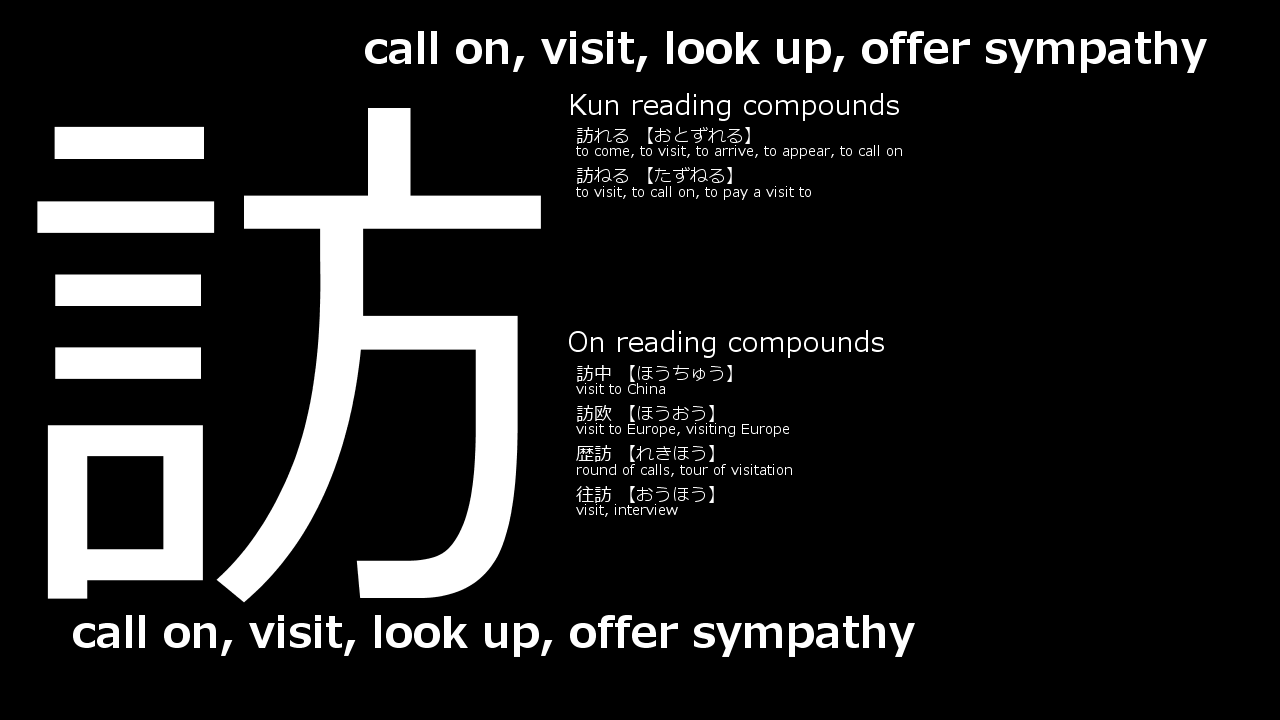 call on, visit, look up, offer sympathy
訪
Kun reading compounds
訪れる 【おとずれる】
to come, to visit, to arrive, to appear, to call on
訪ねる 【たずねる】
to visit, to call on, to pay a visit to
On reading compounds
訪中 【ほうちゅう】
visit to China
訪欧 【ほうおう】
visit to Europe, visiting Europe
歴訪 【れきほう】
round of calls, tour of visitation
往訪 【おうほう】
visit, interview
call on, visit, look up, offer sympathy